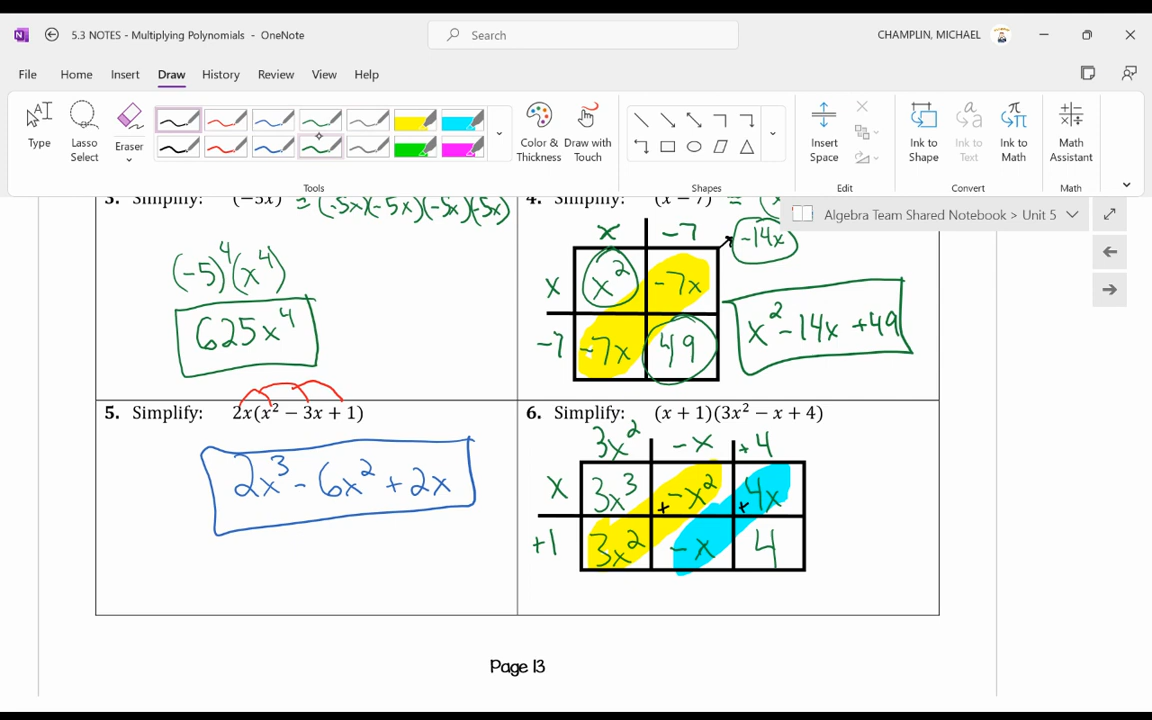 5.3 NOTES - Multiplying Polynomials - OneNote
Search
CHAMPLIN, MICHAEL
File Home Insert Draw History Review View Help
Type
Lasso Select
Eraser
Color & Thickness
Draw with Touch
Insert Space
Ink to Shape
Ink to Text
Ink to Math
Math Assistant
Tools
Shapes
Edit
Convert
Math
Algebra Team Shared Notebook > Unit 5
3. Simplify: (−5x) = (-5x)(-5x)(-5x)(-5x)
(-5)⁴(x⁴)
625x⁴
4. Simplify: (x − 7) = (x
x -7
-14x
x x² -7x
-7 -7x 49
x² -14x +49
5. Simplify: 2x(x² − 3x + 1)
2x³ - 6x² + 2x
6. Simplify: (x + 1)(3x² − x + 4)
3x² -x +4
x 3x³ + -x² + 4x
+1 3x² -x 4
Page 13